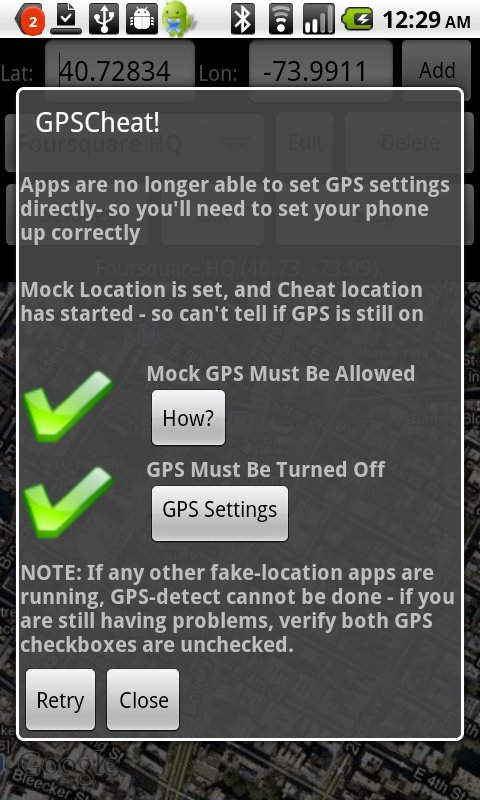 2
12:29 AM
Lat: 40.72834 Lon: -73.9911 Add
Foursquare HQ Edit Delete
Foursquare HQ (40.73, -73.99)
GPSCheat!
Apps are no longer able to set GPS settings
directly- so you'll need to set your phone
up correctly
Mock Location is set, and Cheat location
has started - so can't tell if GPS is still on
Mock GPS Must Be Allowed
How?
GPS Must Be Turned Off
GPS Settings
NOTE: If any other fake-location apps are
running, GPS-detect cannot be done - if you
are still having problems, verify both GPS
checkboxes are unchecked.
Retry Close
Google
Bleecker St
E 4th St